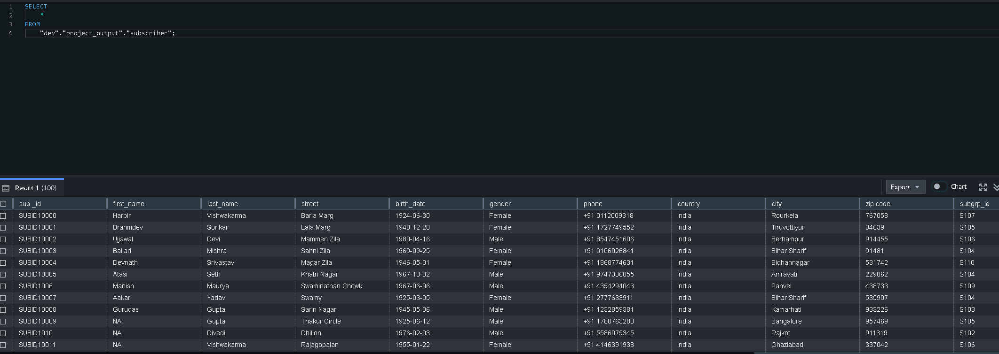 1 SELECT
2 *
3 FROM
4 "dev"."project_output"."subscriber";
Result 1 (100) Export Chart
sub _id first_name last_name street birth_date gender phone country city zip code subgrp_id
SUBID10000 Harbir Vishwakarma Baria Marg 1924-06-30 Female +91 0112009318 India Rourkela 767058 S107
SUBID10001 Brahmdev Sonkar Lala Marg 1948-12-20 Female +91 1727749552 India Tiruvottiyur 34639 S105
SUBID10002 Ujjawal Devi Mammen Zila 1980-04-16 Male +91 8547451606 India Berhampur 914455 S106
SUBID10003 Ballari Mishra Sahni Zila 1969-09-25 Female +91 0106026841 India Bihar Sharif 91481 S104
SUBID10004 Devnath Srivastav Magar Zila 1946-05-01 Female +91 1868774631 India Bidhannagar 531742 S110
SUBID10005 Atasi Seth Khatri Nagar 1967-10-02 Male +91 9747336855 India Amravati 229062 S104
SUBID1006 Manish Maurya Swaminathan Chowk 1967-06-06 Male +91 4354294043 India Panvel 438733 S109
SUBID10007 Aakar Yadav Swamy 1925-03-05 Female +91 2777633911 India Bihar Sharif 535907 S104
SUBID10008 Gurudas Gupta Sarin Nagar 1945-05-06 Male +91 1232859381 India Kamarhati 933226 S103
SUBID10009 NA Gupta Thakur Circle 1925-06-12 Male +91 1780763280 India Bangalore 957469 S105
SUBID1010 NA Divedi Dhillon 1976-02-03 Male +91 5586075345 India Rajkot 911319 S102
SUBID10011 NA Vishwakarma Rajagopalan 1955-01-22 Female +91 4146391938 India Ghaziabad 337042 S106